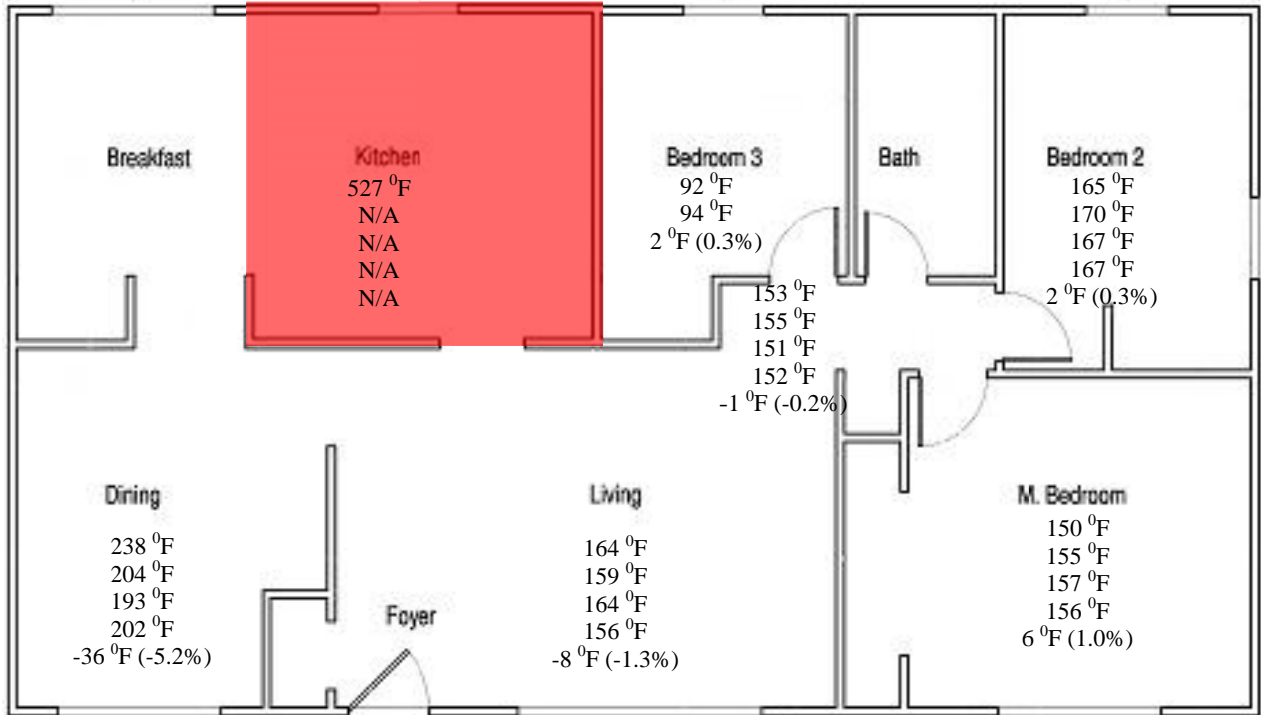 Breakfast
Kitchen
527 ⁰F
N/A
N/A
N/A
N/A
Bedroom 3
92 ⁰F
94 ⁰F
2 ⁰F (0.3%)
Bath
Bedroom 2
165 ⁰F
170 ⁰F
167 ⁰F
167 ⁰F
2 ⁰F (0.3%)
153 ⁰F
155 ⁰F
151 ⁰F
152 ⁰F
-1 ⁰F (-0.2%)
Dining
238 ⁰F
204 ⁰F
193 ⁰F
202 ⁰F
-36 ⁰F (-5.2%)
Foyer
Living
164 ⁰F
159 ⁰F
164 ⁰F
156 ⁰F
-8 ⁰F (-1.3%)
M. Bedroom
150 ⁰F
155 ⁰F
157 ⁰F
156 ⁰F
6 ⁰F (1.0%)